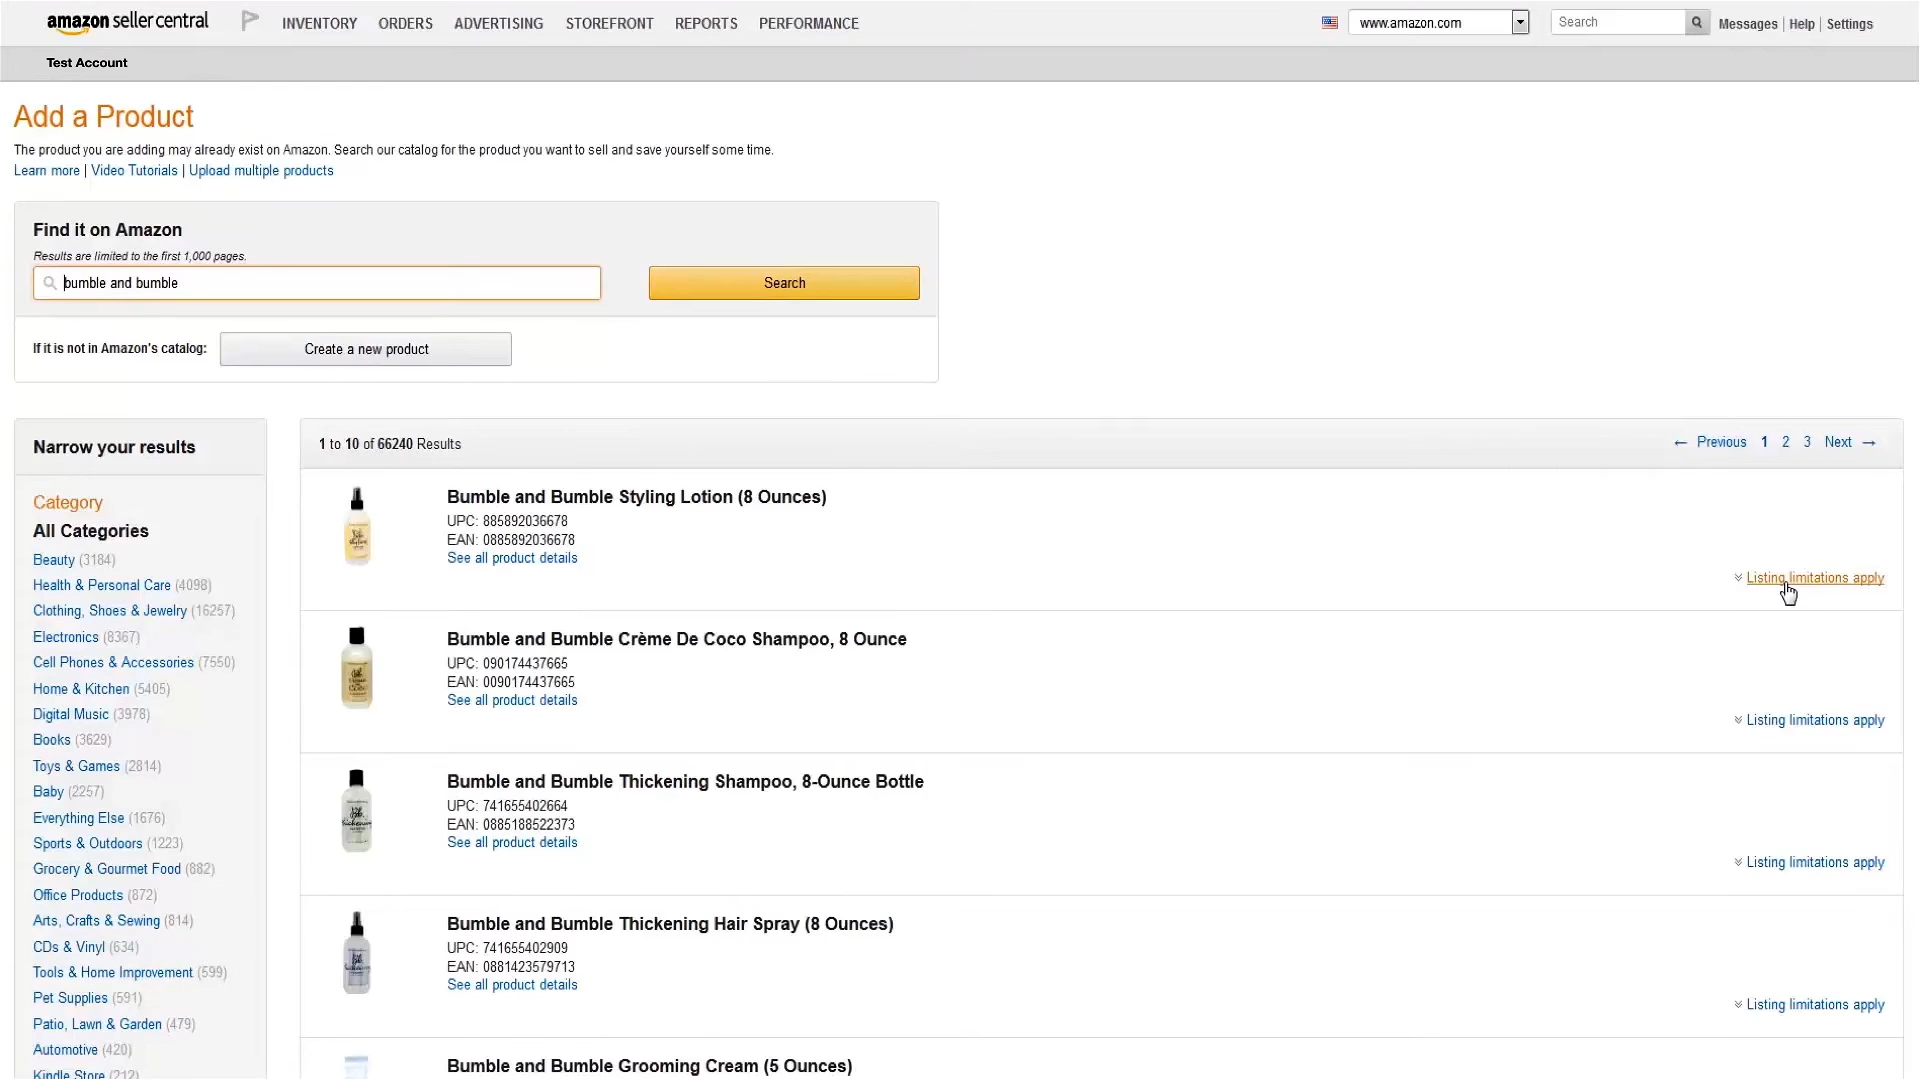 amazon seller central
INVENTORY ORDERS ADVERTISING STOREFRONT REPORTS PERFORMANCE
www.amazon.com Search Messages | Help | Settings
Test Account
Add a Product
The product you are adding may already exist on Amazon. Search our catalog for the product you want to sell and save yourself some time.
Learn more | Video Tutorials | Upload multiple products
Find it on Amazon
Results are limited to the first 1,000 pages.
bumble and bumble Search
If it is not in Amazon's catalog: Create a new product
Narrow your results
Category
All Categories
Beauty (3184)
Health & Personal Care (4098)
Clothing, Shoes & Jewelry (16257)
Electronics (8367)
Cell Phones & Accessories (7550)
Home & Kitchen (5405)
Digital Music (3978)
Books (3629)
Toys & Games (2814)
Baby (2257)
Everything Else (1676)
Sports & Outdoors (1223)
Grocery & Gourmet Food (882)
Office Products (872)
Arts, Crafts & Sewing (814)
CDs & Vinyl (634)
Tools & Home Improvement (599)
Pet Supplies (591)
Patio, Lawn & Garden (479)
Automotive (420)
Kindle Store (212)
1 to 10 of 66240 Results ← Previous 1 2 3 Next →
Bumble and Bumble Styling Lotion (8 Ounces)
UPC: 885892036678
EAN: 0885892036678
See all product details
Listing limitations apply
Bumble and Bumble Crème De Coco Shampoo, 8 Ounce
UPC: 090174437665
EAN: 0090174437665
See all product details
Listing limitations apply
Bumble and Bumble Thickening Shampoo, 8-Ounce Bottle
UPC: 741655402664
EAN: 0885188522373
See all product details
Listing limitations apply
Bumble and Bumble Thickening Hair Spray (8 Ounces)
UPC: 741655402909
EAN: 0881423579713
See all product details
Listing limitations apply
Bumble and Bumble Grooming Cream (5 Ounces)